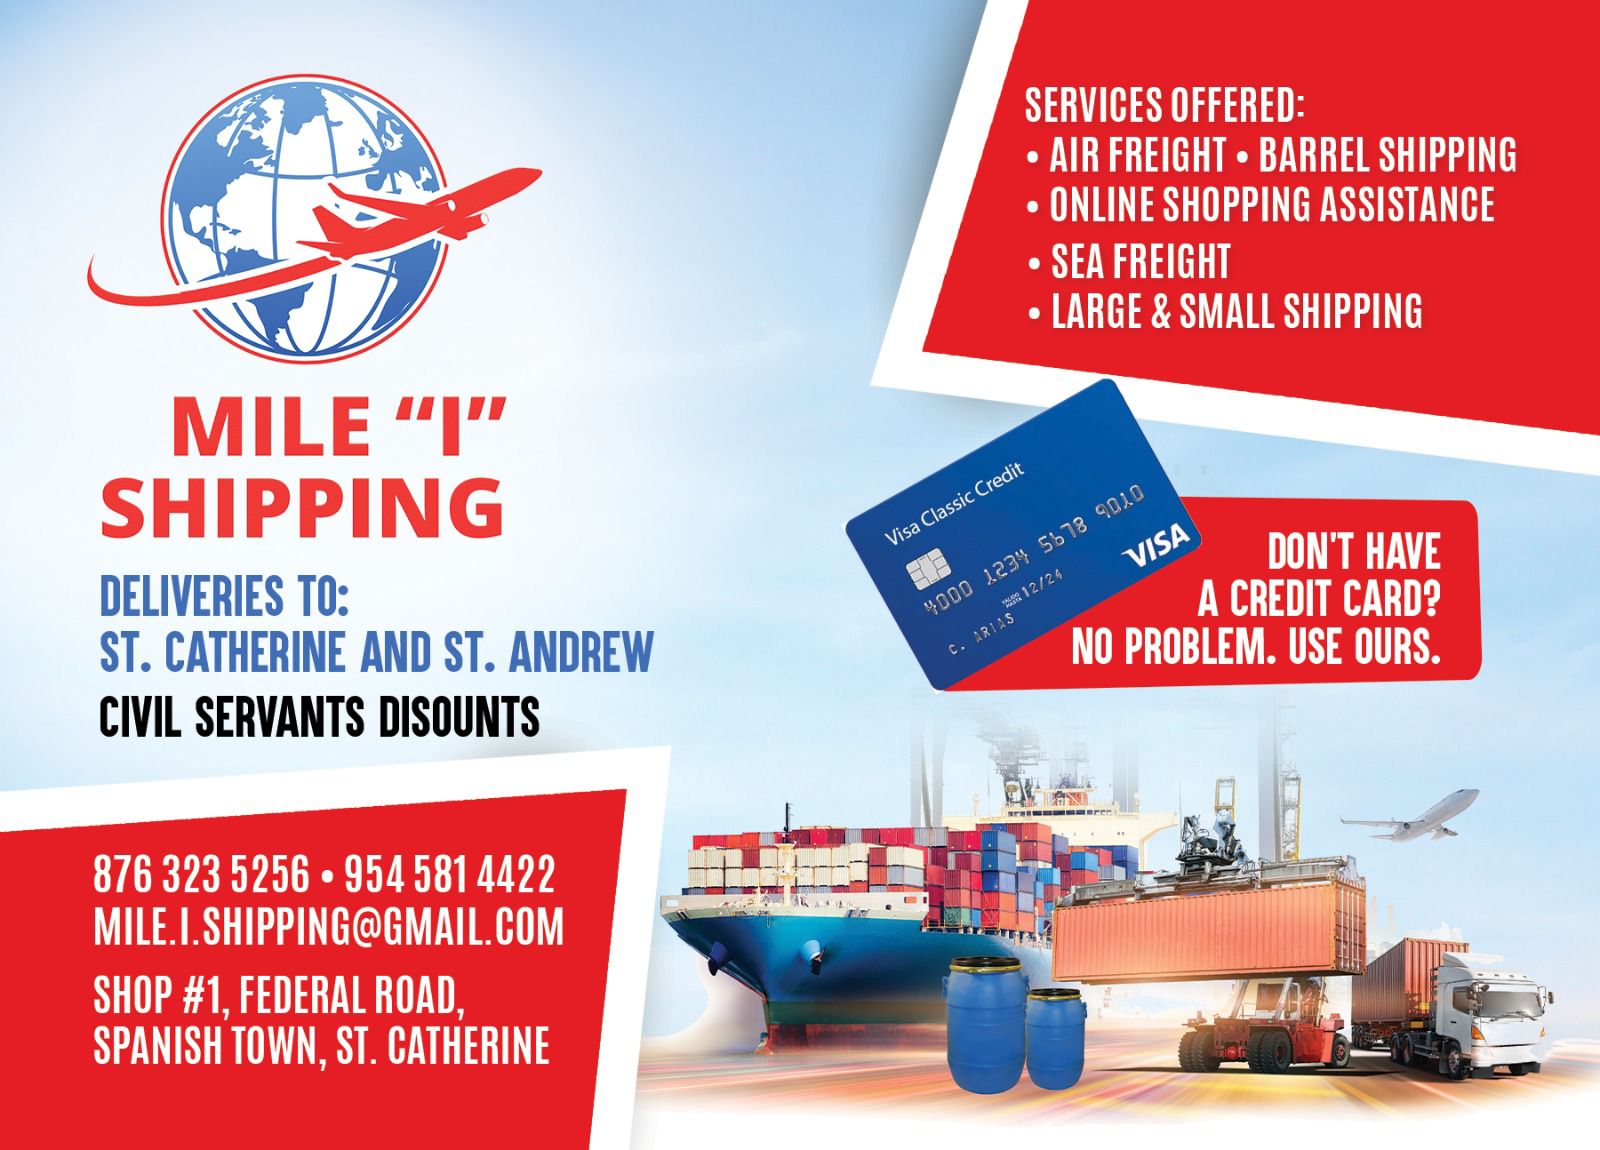 MILE “I”
SHIPPING
DELIVERIES TO:
ST. CATHERINE AND ST. ANDREW
CIVIL SERVANTS DISOUNTS
876 323 5256 • 954 581 4422
MILE.I.SHIPPING@GMAIL.COM
SHOP #1, FEDERAL ROAD,
SPANISH TOWN, ST. CATHERINE
SERVICES OFFERED:
• AIR FREIGHT • BARREL SHIPPING
• ONLINE SHOPPING ASSISTANCE
• SEA FREIGHT
• LARGE & SMALL SHIPPING
Visa Classic Credit
4000 1234 5678 9010
VALIDO HASTA 12/24
C. ARIAS
VISA
DON'T HAVE
A CREDIT CARD?
NO PROBLEM. USE OURS.